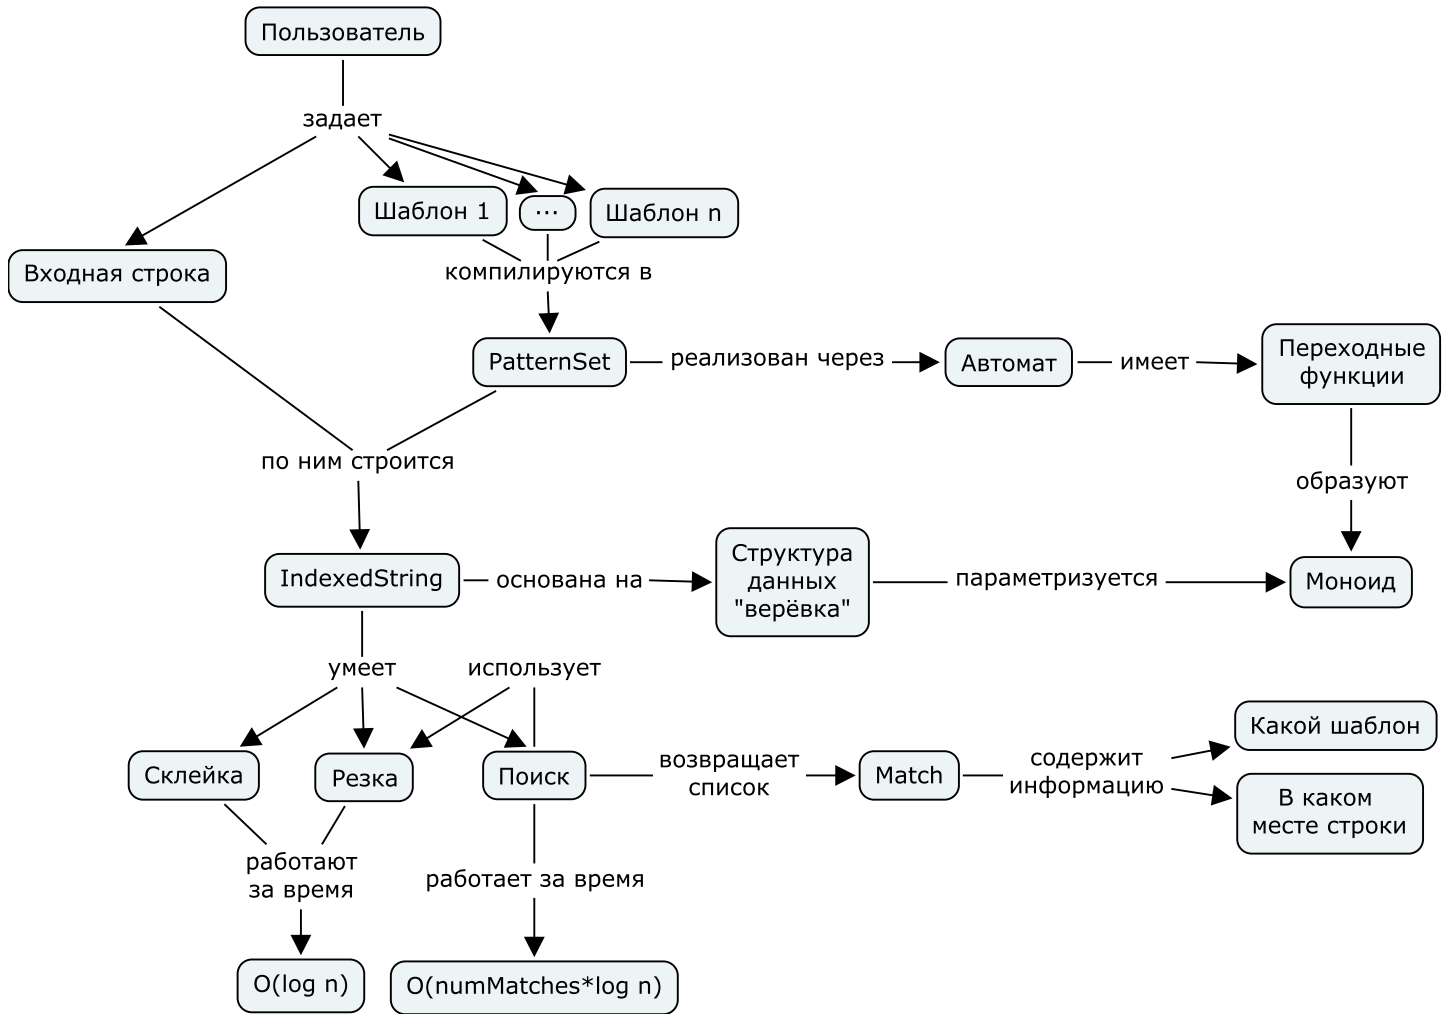 Пользователь
задает
Шаблон 1
...
Шаблон n
Входная строка
компилируются в
PatternSet
реализован через
Автомат
имеет
Переходные
функции
по ним строится
образуют
IndexedString
основана на
Структура
данных
"верёвка"
параметризуется
Моноид
умеет
использует
Склейка
Резка
Поиск
возвращает
список
Match
содержит
информацию
Какой шаблон
В каком
месте строки
работают
за время
работает за время
O(log n)
O(numMatches*log n)